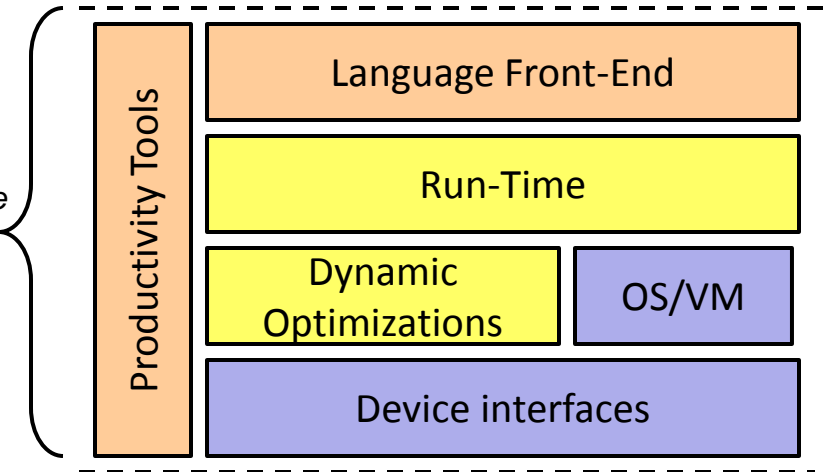 Productivity Tools
Language Front-End
Run-Time
Dynamic
Optimizations
OS/VM
Device interfaces